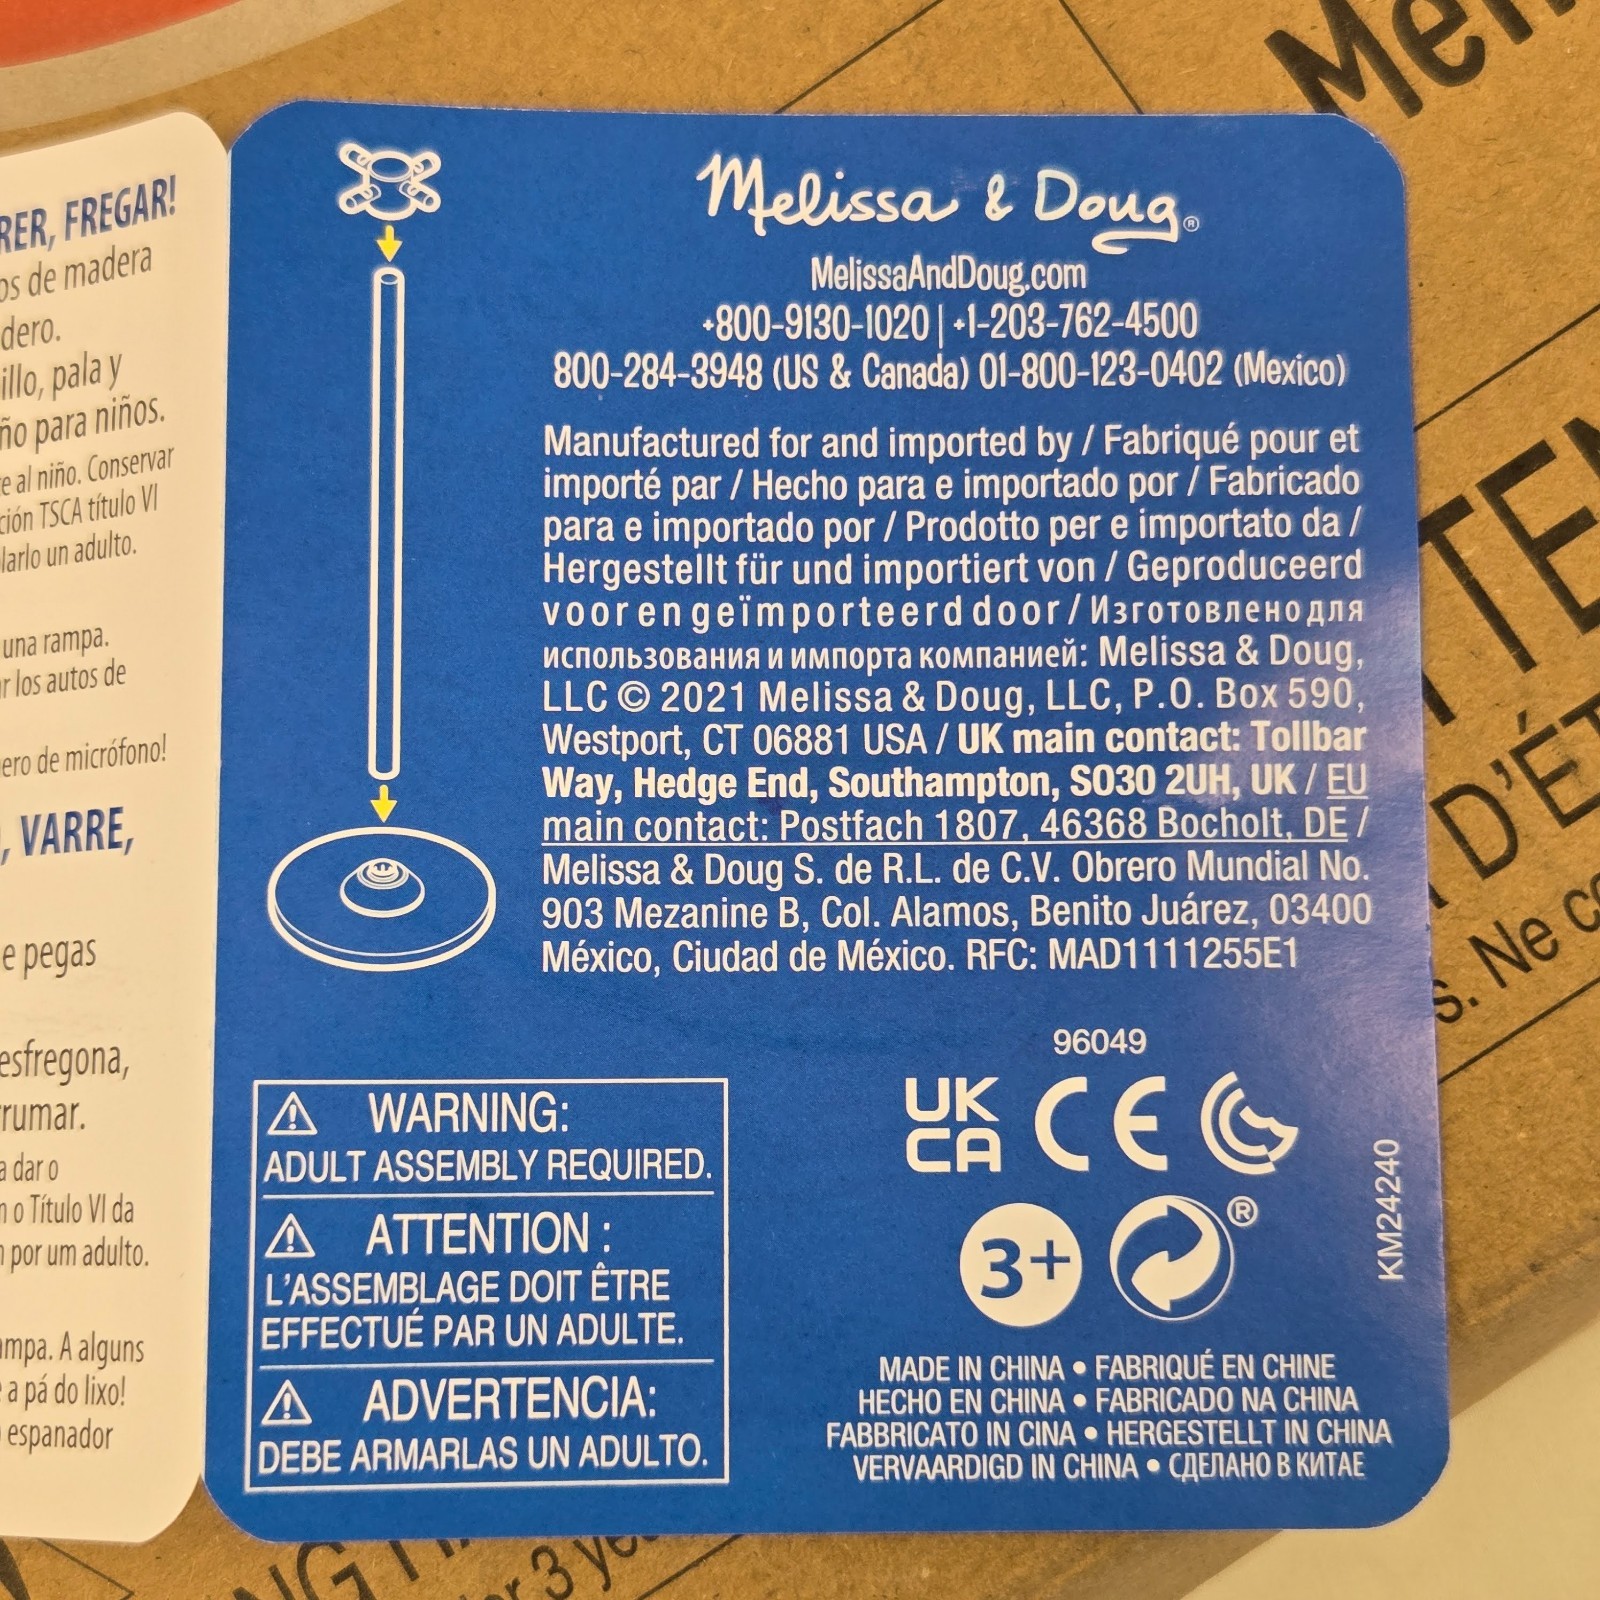 RER, FREGAR!
os de madera
dero.
illo, pala y
ño para niños.
e al niño. Conservar
ción TSCA título VI
larlo un adulto.
una rampa.
r los autos de
ero de micrófono!
, VARRE,
e pegas
esfregona,
rumar.
a dar o
n o Título VI da
n por um adulto.
ampa. A alguns
a pá do lixo!
espanador
Melissa & Doug®
MelissaAndDoug.com
+800-9130-1020 | +1-203-762-4500
800-284-3948 (US & Canada) 01-800-123-0402 (Mexico)
Manufactured for and imported by / Fabriqué pour et
importé par / Hecho para e importado por / Fabricado
para e importado por / Prodotto per e importato da /
Hergestellt für und importiert von / Geproduceerd
voor en geïmporteerd door / Изготовлено для
использования и импорта компанией: Melissa & Doug,
LLC © 2021 Melissa & Doug, LLC, P.O. Box 590,
Westport, CT 06881 USA / UK main contact: Tollbar
Way, Hedge End, Southampton, SO30 2UH, UK / EU
main contact: Postfach 1807, 46368 Bocholt, DE /
Melissa & Doug S. de R.L. de C.V. Obrero Mundial No.
903 Mezanine B, Col. Alamos, Benito Juárez, 03400
México, Ciudad de México. RFC: MAD1111255E1
96049
UK
CA CE
3+ ®
KM24240
WARNING:
ADULT ASSEMBLY REQUIRED.
ATTENTION :
L'ASSEMBLAGE DOIT ÊTRE
EFFECTUÉ PAR UN ADULTE.
ADVERTENCIA:
DEBE ARMARLAS UN ADULTO.
MADE IN CHINA • FABRIQUÉ EN CHINE
HECHO EN CHINA • FABRICADO NA CHINA
FABBRICATO IN CINA • HERGESTELLT IN CHINA
VERVAARDIGD IN CHINA • СДЕЛАНО В КИТАЕ
D'ÉT
s. Ne c